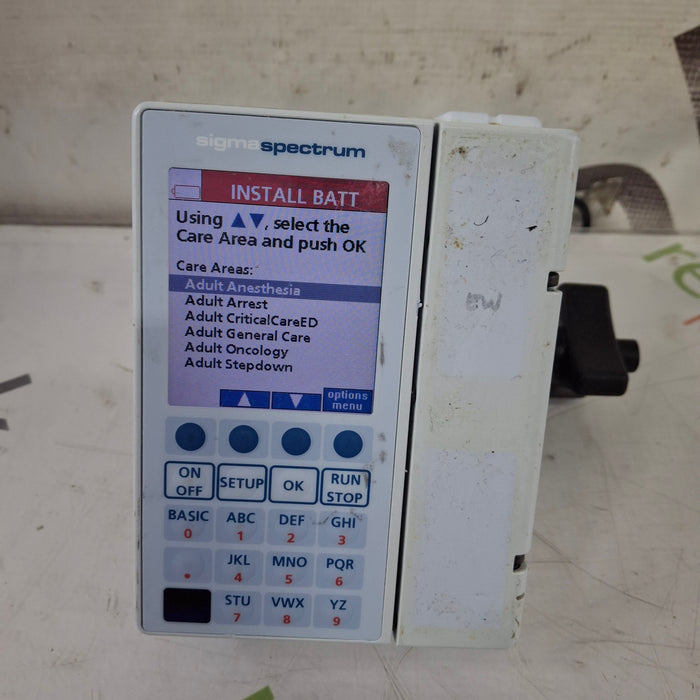 sigmaspectrum
INSTALL BATT
Using ▲▼, select the
Care Area and push OK
Care Areas:
Adult Anesthesia
Adult Arrest
Adult CriticalCareED
Adult General Care
Adult Oncology
Adult Stepdown
options
menu
ON
OFF
SETUP
OK
RUN
STOP
BASIC
0
ABC
1
DEF
2
GHI
3
.
JKL
4
MNO
5
PQR
6
STU
7
VWX
8
YZ
9
EW
re